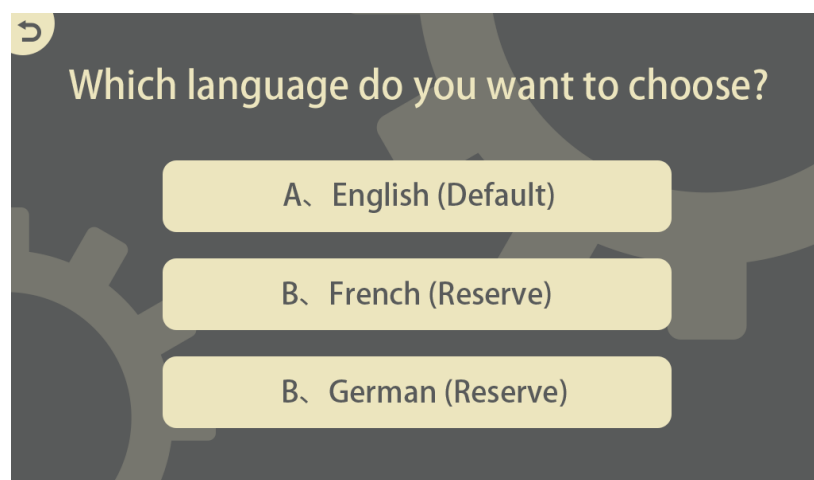 Which language do you want to choose?
A、English (Default)
B、French (Reserve)
B、German (Reserve)